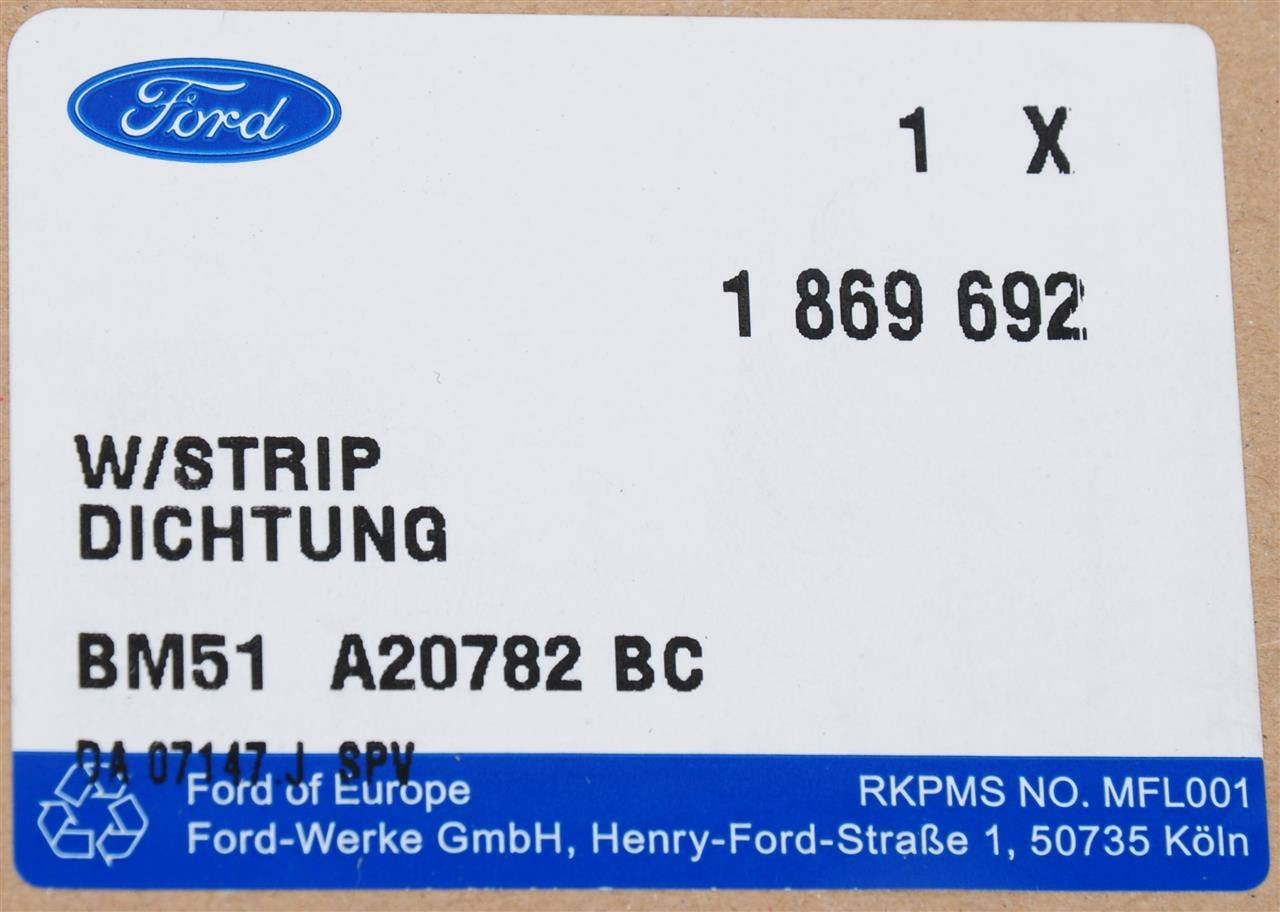 Ford
1 X
1 869 692
W/STRIP
DICHTUNG
BM51 A20782 BC
DA 07147 J SPV
Ford of Europe
RKPMS NO. MFL001
Ford-Werke GmbH, Henry-Ford-Straße 1, 50735 Köln